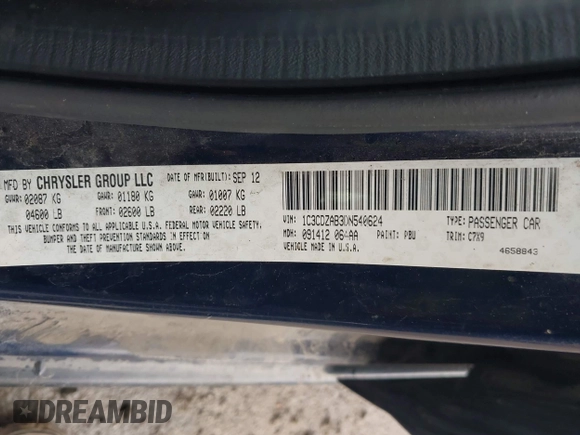 MFD BY CHRYSLER GROUP LLC
DATE OF MFR(BUILT): SEP 12
GVWR: 02087 KG GAWR: 01180 KG GAWR: 01007 KG
04600 LB FRONT: 02600 LB REAR: 02220 LB
THIS VEHICLE CONFORMS TO ALL APPLICABLE U.S.A. FEDERAL MOTOR VEHICLE SAFETY,
BUMPER AND THEFT PREVENTION STANDARDS IN EFFECT ON
THE DATE OF MANUFACTURE SHOWN ABOVE.
VIN: 1C3CDZAB3DN540624 TYPE: PASSENGER CAR
MDH: 091412 PAINT: PBU TRIM: C7X9
VEHICLE MADE IN U.S.A. 4658843
DREAMBID